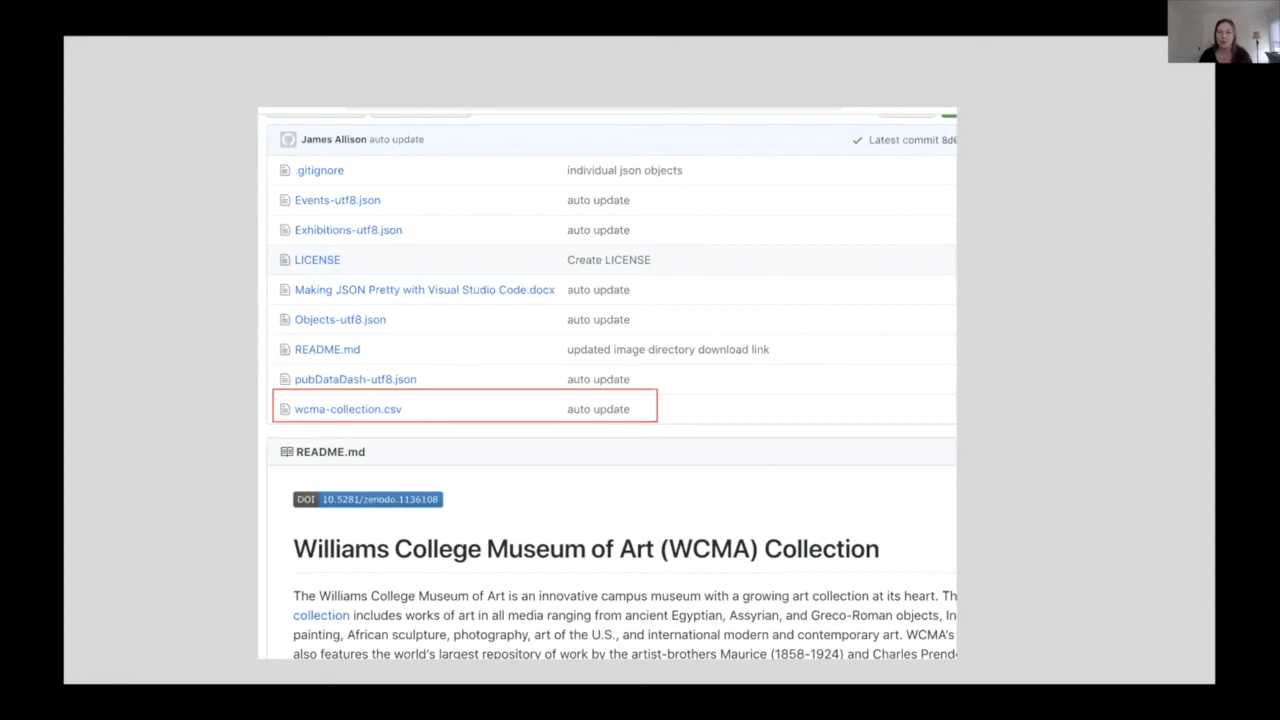 James Allison auto update Latest commit 8d6
.gitignore individual json objects
Events-utf8.json auto update
Exhibitions-utf8.json auto update
LICENSE Create LICENSE
Making JSON Pretty with Visual Studio Code.docx auto update
Objects-utf8.json auto update
README.md updated image directory download link
pubDataDash-utf8.json auto update
wcma-collection.csv auto update
README.md
DOI 10.5281/zenodo.1136108
Williams College Museum of Art (WCMA) Collection
The Williams College Museum of Art is an innovative campus museum with a growing art collection at its heart. Th
collection includes works of art in all media ranging from ancient Egyptian, Assyrian, and Greco-Roman objects, In
painting, African sculpture, photography, art of the U.S., and international modern and contemporary art. WCMA's
also features the world's largest repository of work by the artist-brothers Maurice (1858-1924) and Charles Prend